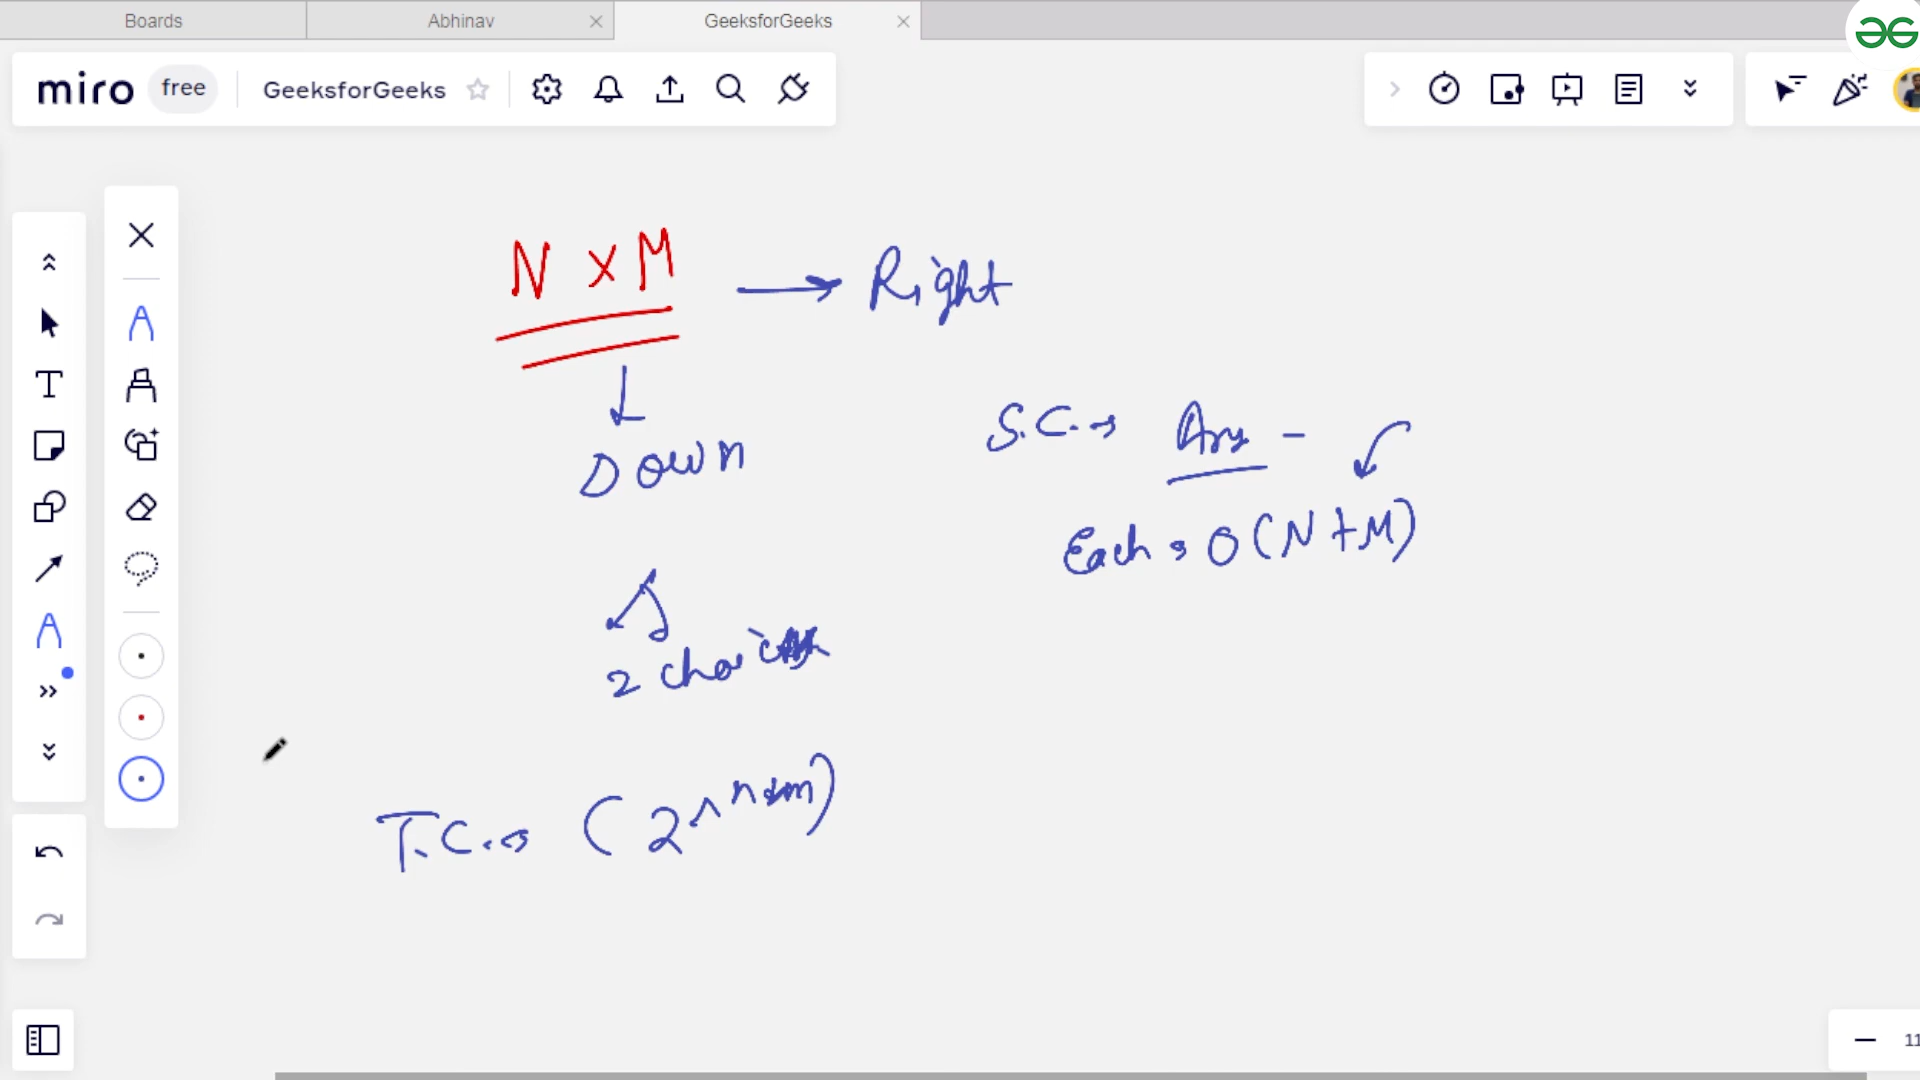 Boards Abhinav GeeksforGeeks
miro free GeeksforGeeks
N x M → Right
↓
Down
S.C. → Ans -
Each → O(N+M)
2 choices
T.C. → (2^n+m)